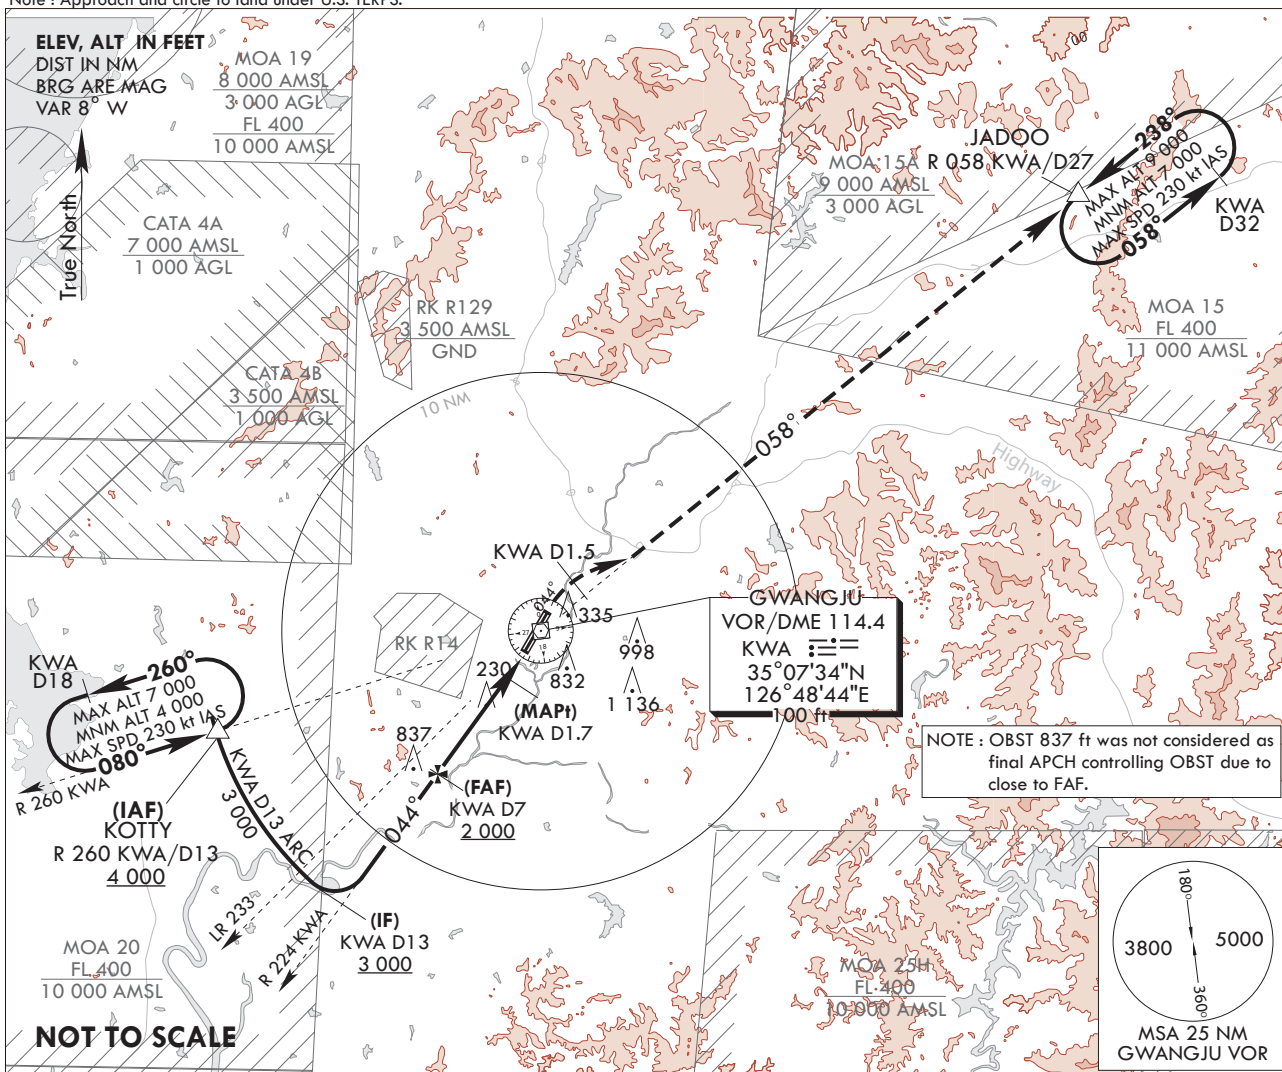 Note : Approach and circle to land under U.S. TERPS.
ELEV, ALT IN FEET
DIST IN NM
BRG ARE MAG
VAR 8° W
True North
MOA 19
8 000 AMSL
3 000 AGL
FL 400
10 000 AMSL
CATA 4A
7 000 AMSL
1 000 AGL
CATA 4B
3 500 AMSL
1 000 AGL
RK R129
3 500 AMSL
GND
10 NM
MOA 15A
9 000 AMSL
3 000 AGL
JADOO
R 058 KWA/D27
238°
MAX ALT 9 000
MNM ALT 7 000
MAX SPD 230 kt IAS
058°
KWA
D32
00
MOA 15
FL 400
11 000 AMSL
058°
Highway
KWA D1.5
044°
27
18
335
998
832
1 136
230
(MAPt)
KWA D1.7
GWANGJU
VOR/DME 114.4
KWA
35°07'34"N
126°48'44"E
100 ft
NOTE : OBST 837 ft was not considered as
final APCH controlling OBST due to
close to FAF.
RK R14
KWA
D18
260°
MAX ALT 7 000
MNM ALT 4 000
MAX SPD 230 kt IAS
080°
R 260 KWA
(IAF)
KOTTY
R 260 KWA/D13
4 000
KWA D13 ARC
3 000
837
(FAF)
KWA D7
2 000
044°
LR 233
R 224 KWA
(IF)
KWA D13
3 000
MOA 20
FL 400
10 000 AMSL
NOT TO SCALE
MOA 25H
FL 400
10 000 AMSL
180°
3800
5000
360°
MSA 25 NM
GWANGJU VOR